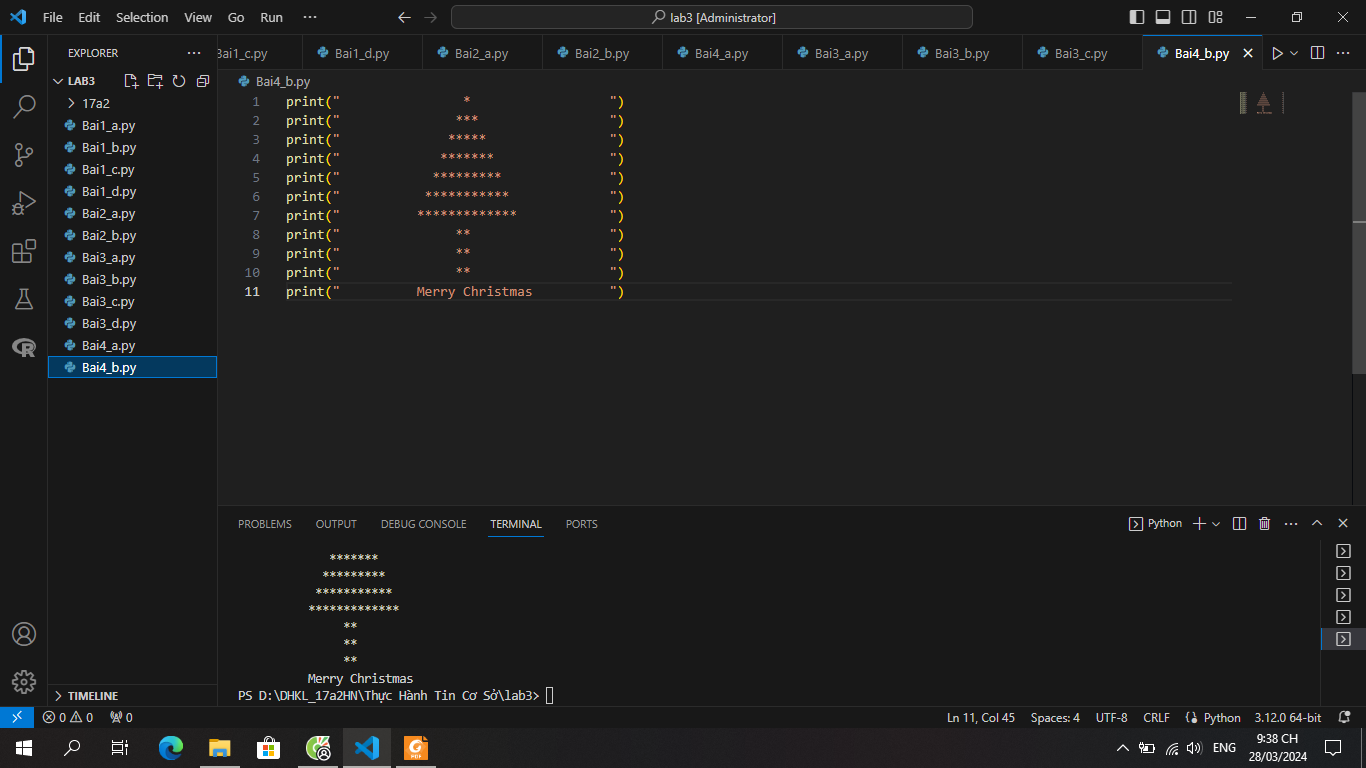 File Edit Selection View Go Run ··· lab3 [Administrator]
EXPLORER ···
Bai1_c.py Bai1_d.py Bai2_a.py Bai2_b.py Bai4_a.py Bai3_a.py Bai3_b.py Bai3_c.py Bai4_b.py
LAB3
17a2
Bai1_a.py
Bai1_b.py
Bai1_c.py
Bai1_d.py
Bai2_a.py
Bai2_b.py
Bai3_a.py
Bai3_b.py
Bai3_c.py
Bai3_d.py
Bai4_a.py
Bai4_b.py
TIMELINE
Bai4_b.py
1 print("                *                  ")
2 print("               ***                 ")
3 print("              *****                ")
4 print("             *******               ")
5 print("            *********              ")
6 print("           ***********             ")
7 print("          *************            ")
8 print("               **                  ")
9 print("               **                  ")
10 print("               **                  ")
11 print("          Merry Christmas          ")
PROBLEMS OUTPUT DEBUG CONSOLE TERMINAL PORTS Python
             *******
            *********
           ***********
          *************
               **
               **
               **
          Merry Christmas
PS D:\DHKL_17a2HN\Thực Hành Tin Cơ Sở\lab3>
0 0 0 Ln 11, Col 45 Spaces: 4 UTF-8 CRLF Python 3.12.0 64-bit
ENG 9:38 CH
28/03/2024